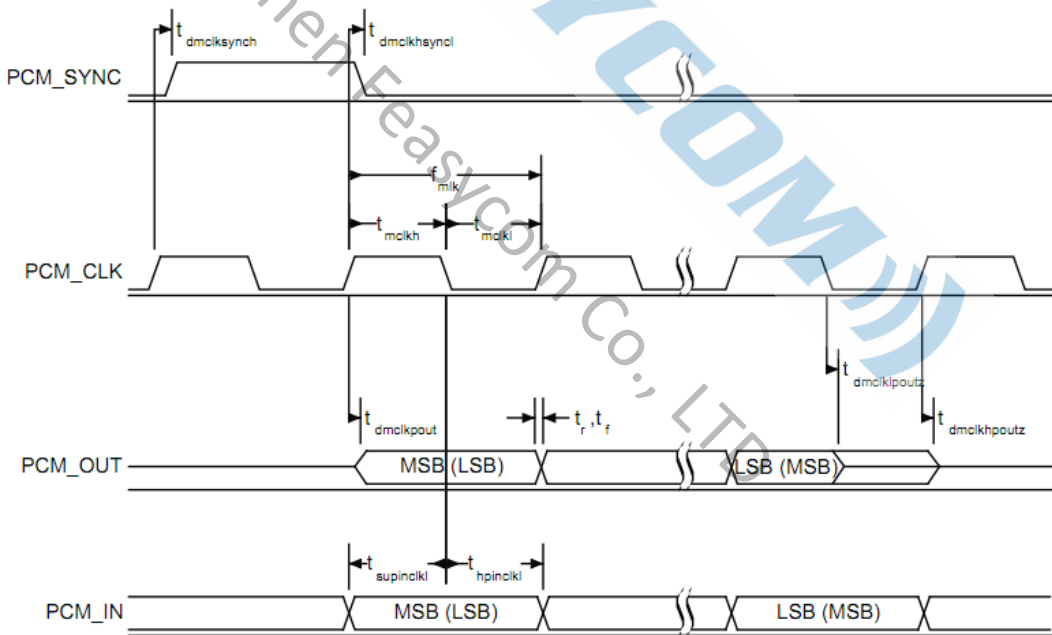 t dmclksynch
t dmclkhsyncl
PCM_SYNC
f mlk
t mclkh
t mclkl
PCM_CLK
t dmclklpoutz
t dmclkpout
t r ,t f
t dmclkhpoutz
PCM_OUT
MSB (LSB)
LSB (MSB)
t supinclkl
t hpinclkl
PCM_IN
MSB (LSB)
LSB (MSB)
Feasycom Co., LTD
YCOM